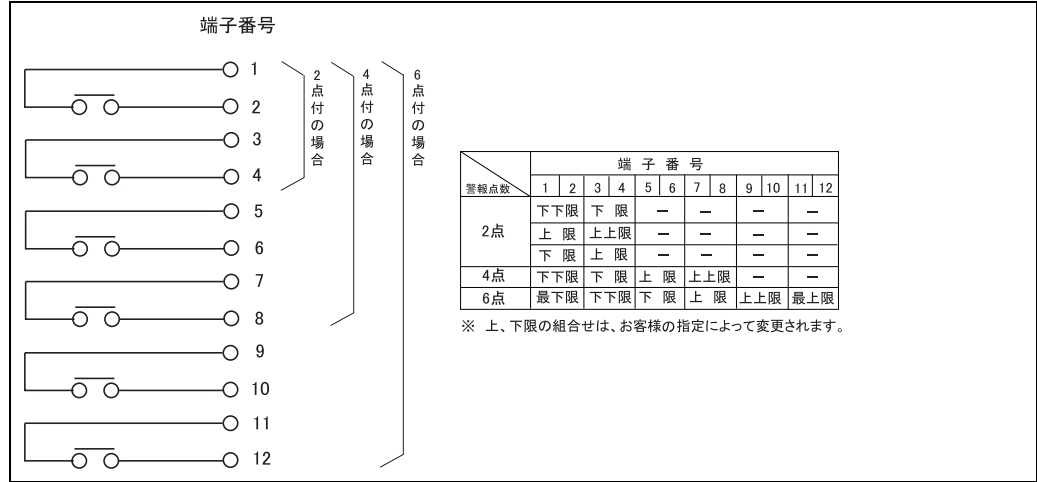 端子番号
1
2
3
4
5
6
7
8
9
10
11
12
2点付の場合
4点付の場合
6点付の場合
端子番号
警報点数 1 2 3 4 5 6 7 8 9 10 11 12
2点 下下限 下限 － － － －
上限 上上限 － － － －
下限 上限 － － － －
4点 下下限 下限 上限 上上限 － －
6点 最下限 下下限 下限 上限 上上限 最上限
※ 上、下限の組合せは、お客様の指定によって変更されます。